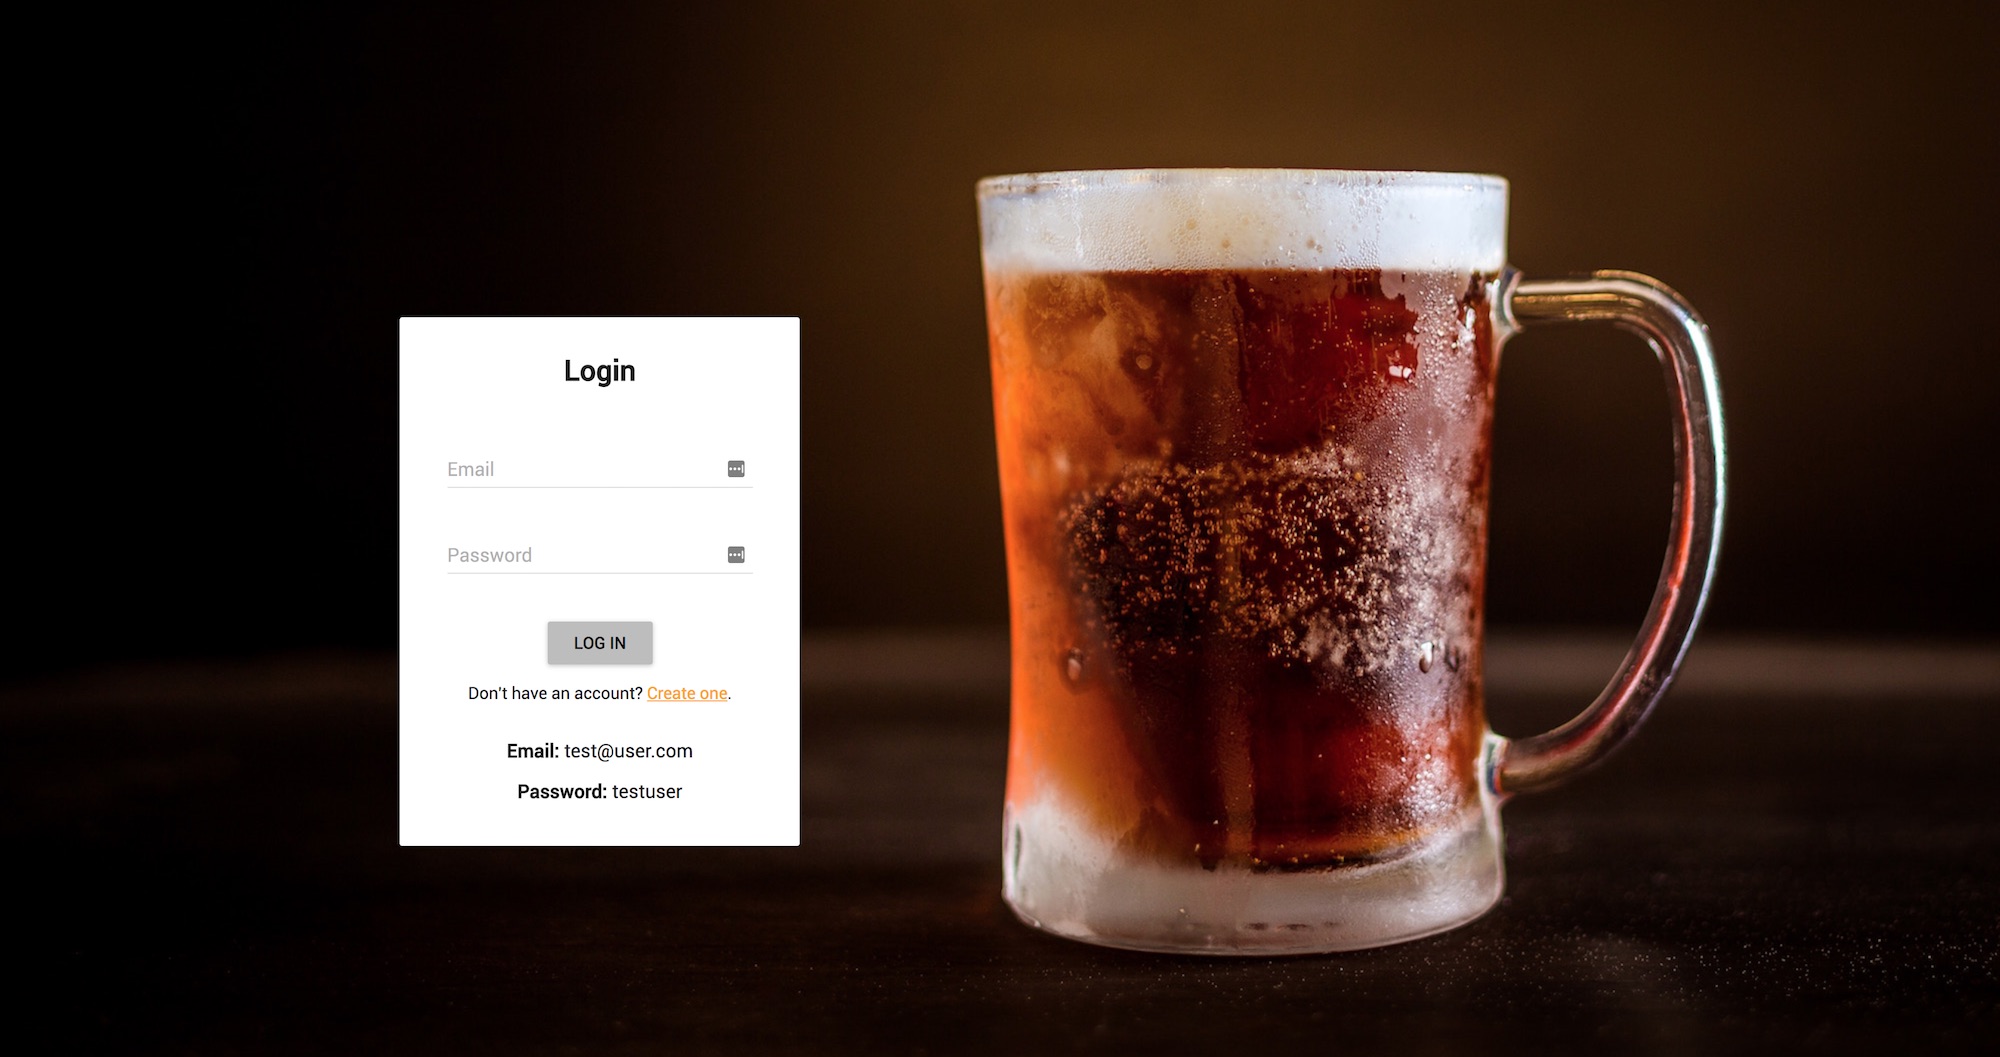 Login
Email
Password
LOG IN
Don't have an account? Create one.
Email: test@user.com
Password: testuser